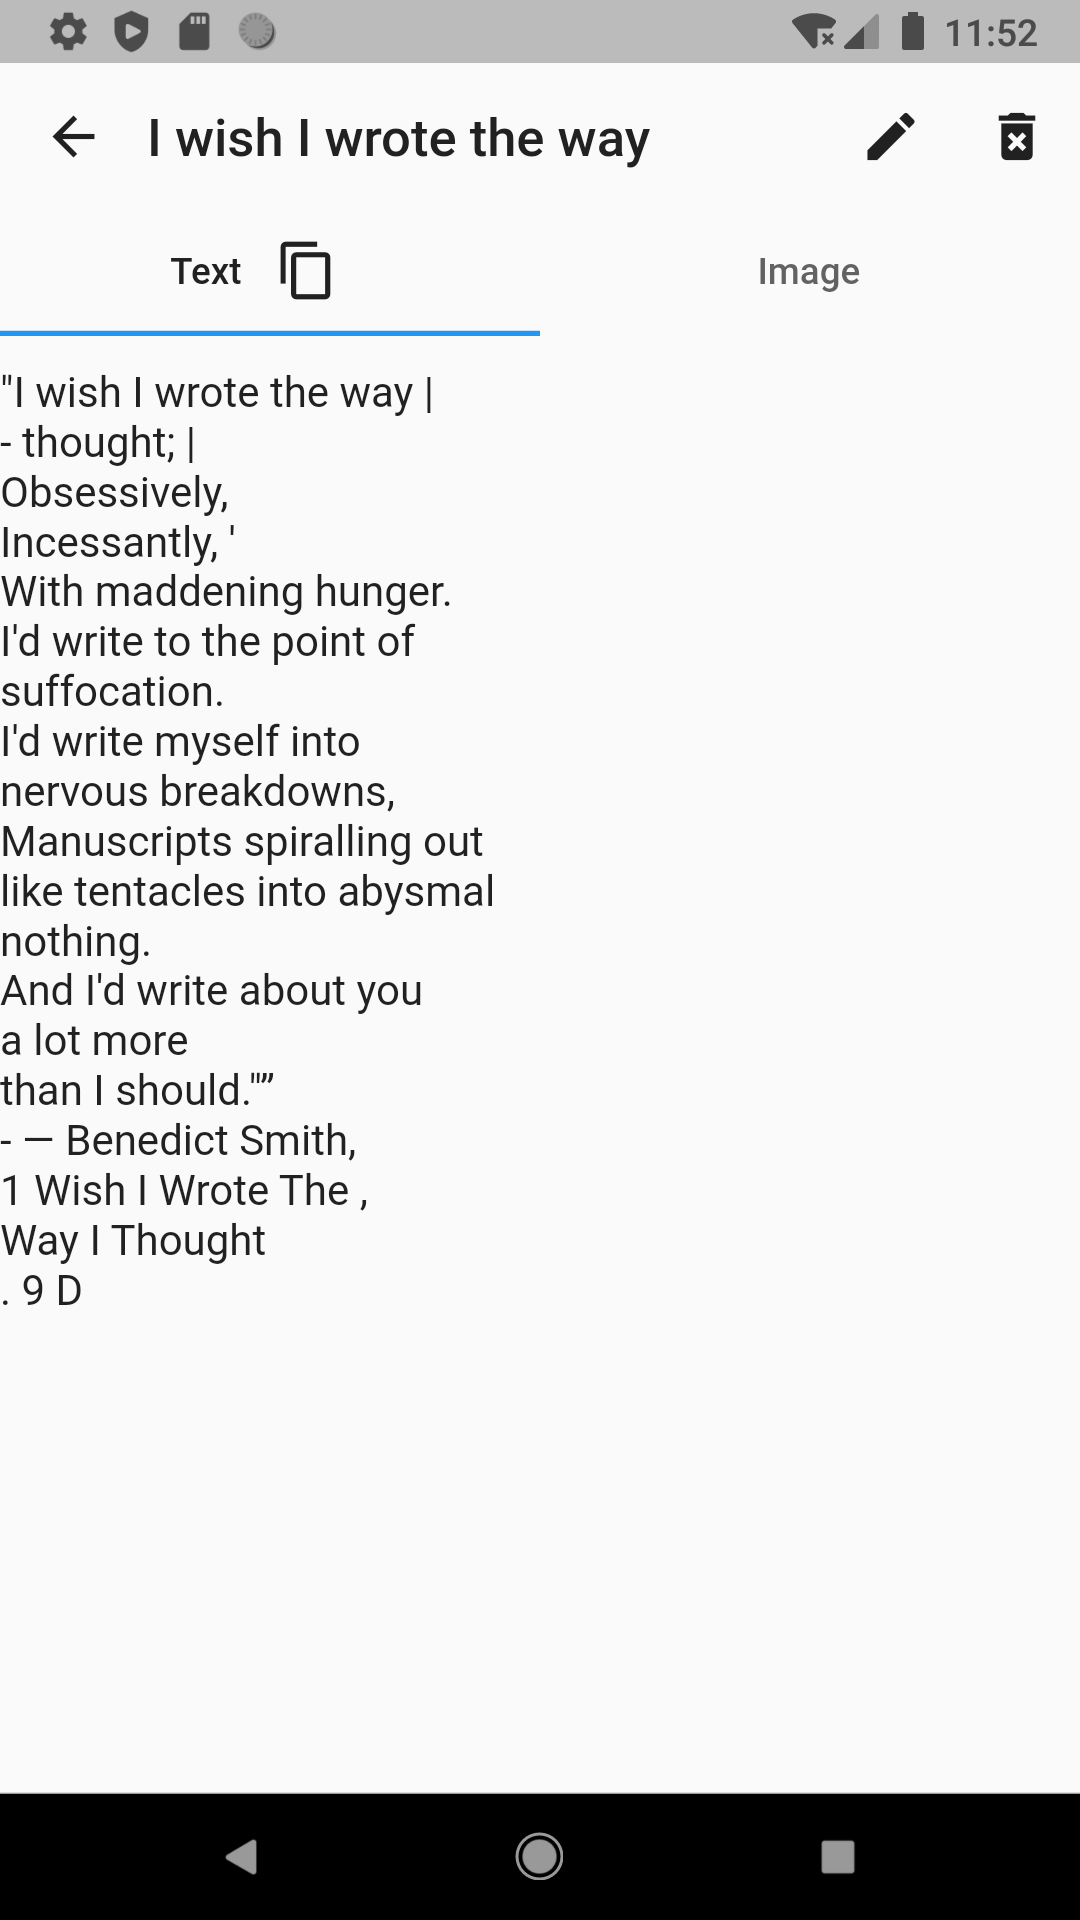 11:52
I wish I wrote the way
Text
Image
"I wish I wrote the way |
- thought; |
Obsessively,
Incessantly, '
With maddening hunger.
I'd write to the point of
suffocation.
I'd write myself into
nervous breakdowns,
Manuscripts spiralling out
like tentacles into abysmal
nothing.
And I'd write about you
a lot more
than I should."”
- — Benedict Smith,
1 Wish I Wrote The ,
Way I Thought
. 9 D